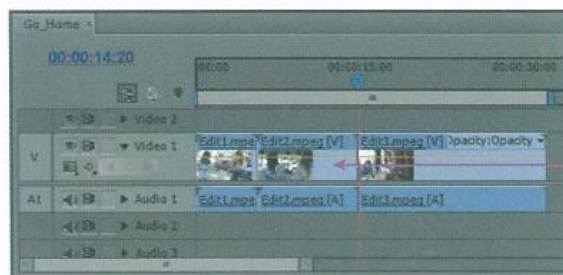 Go_Home ×
00:00:14:20
00:00 00:00:15:00 00:00:30:00
Video 2
V Video 1 Edit1.mpe Edit2.mpeg [V] Edit3.mpeg [V] Opacity:Opacity
A1 Audio 1 Edit1.mpe Edit2.mpeg [A] Edit3.mpeg [A]
Audio 2
Audio 3